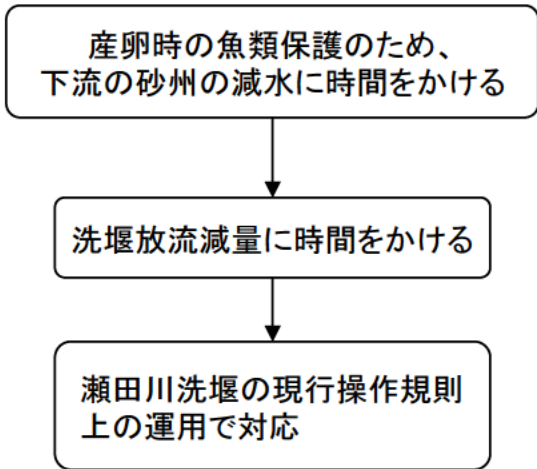 産卵時の魚類保護のため、
下流の砂州の減水に時間をかける
洗堰放流減量に時間をかける
瀬田川洗堰の現行操作規則
上の運用で対応